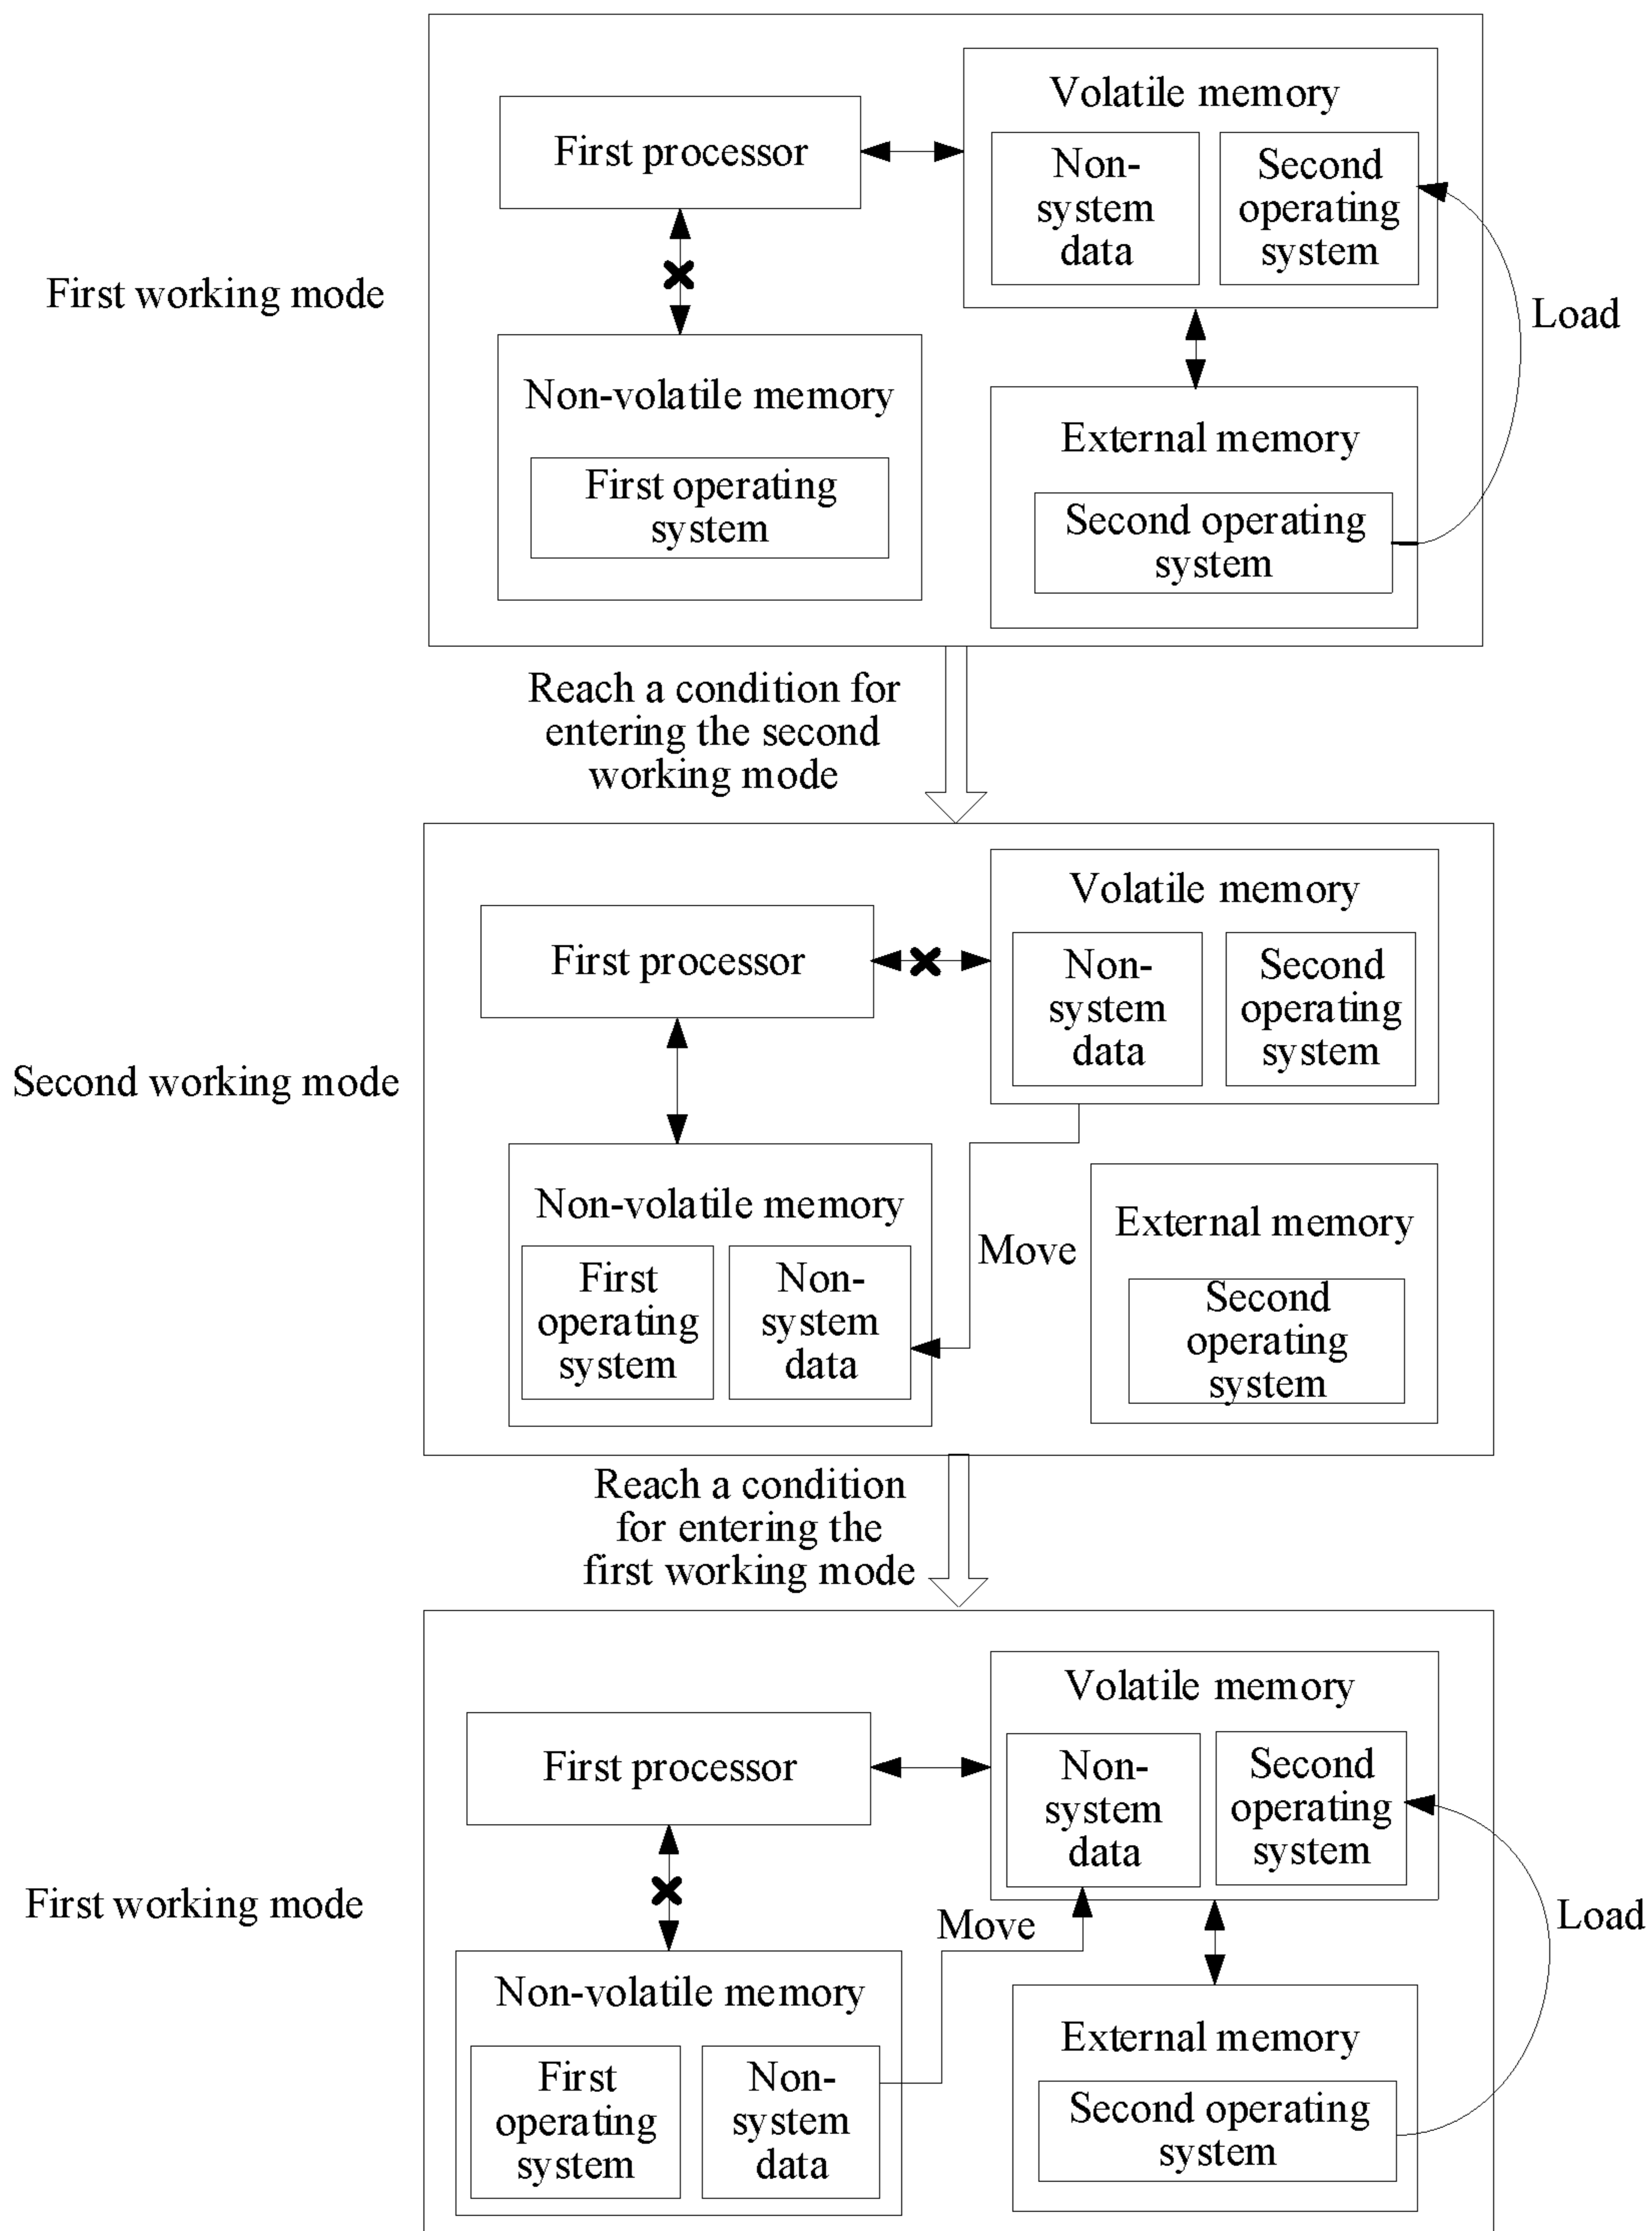 First working mode
First processor
Volatile memory
Non-
system
data
Second
operating
system
Load
Non-volatile memory
First operating
system
External memory
Second operating
system
Reach a condition for
entering the second
working mode
Second working mode
First processor
Volatile memory
Non-
system
data
Second
operating
system
Non-volatile memory
First
operating
system
Non-
system
data
Move
External memory
Second
operating
system
Reach a condition
for entering the
first working mode
First working mode
First processor
Volatile memory
Non-
system
data
Second
operating
system
Load
Move
Non-volatile memory
First
operating
system
Non-
system
data
External memory
Second operating
system